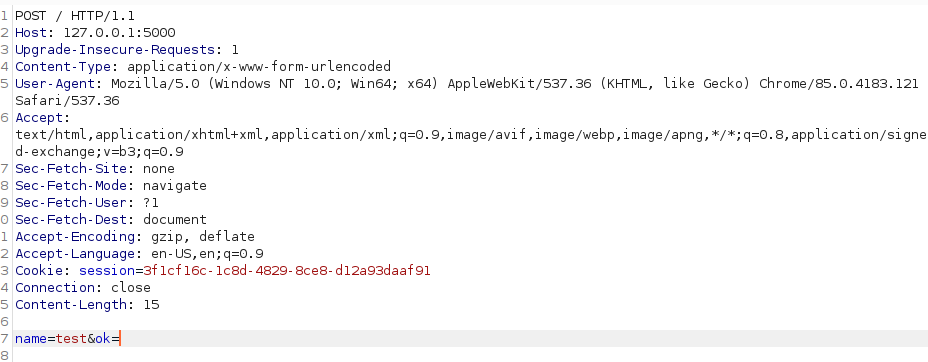 1 POST / HTTP/1.1
2 Host: 127.0.0.1:5000
3 Upgrade-Insecure-Requests: 1
4 Content-Type: application/x-www-form-urlencoded
5 User-Agent: Mozilla/5.0 (Windows NT 10.0; Win64; x64) AppleWebKit/537.36 (KHTML, like Gecko) Chrome/85.0.4183.121
Safari/537.36
6 Accept:
text/html,application/xhtml+xml,application/xml;q=0.9,image/avif,image/webp,image/apng,*/*;q=0.8,application/signe
d-exchange;v=b3;q=0.9
7 Sec-Fetch-Site: none
8 Sec-Fetch-Mode: navigate
9 Sec-Fetch-User: ?1
0 Sec-Fetch-Dest: document
1 Accept-Encoding: gzip, deflate
2 Accept-Language: en-US,en;q=0.9
3 Cookie: session=3f1cf16c-1c8d-4829-8ce8-d12a93daaf91
4 Connection: close
5 Content-Length: 15
6
7 name=test&ok=
8